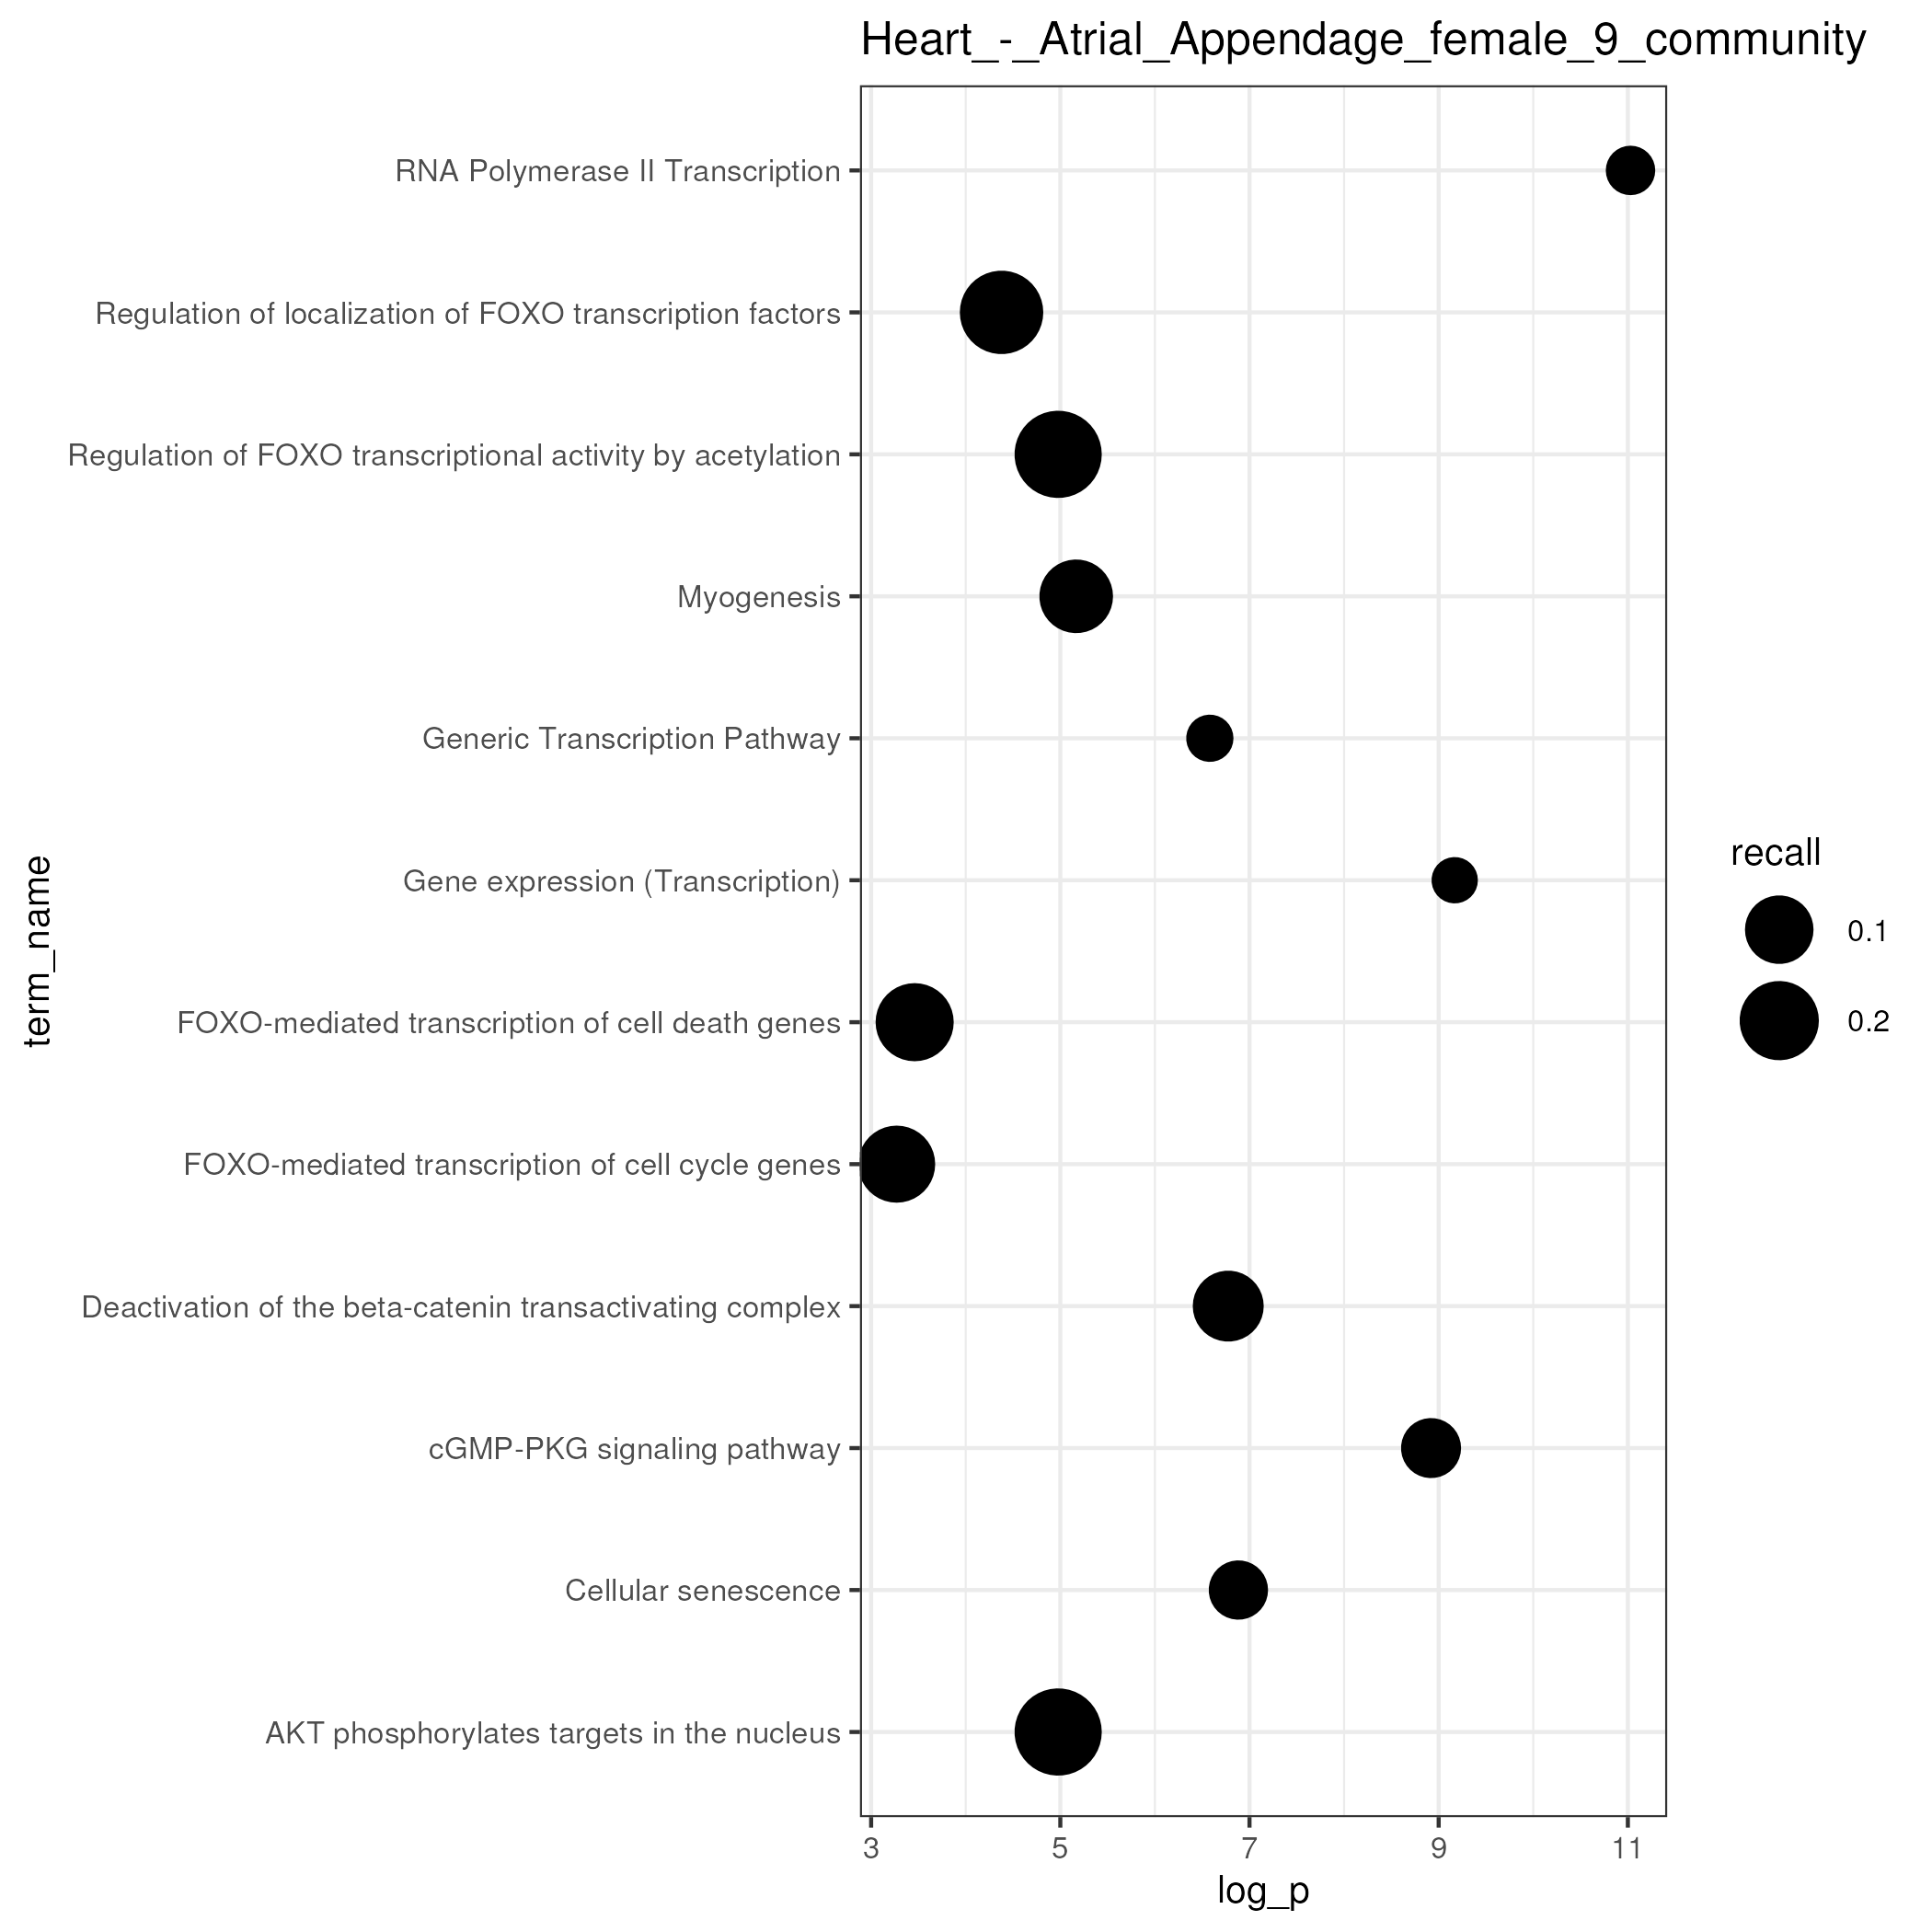 Heart_-_Atrial_Appendage_female_9_community
RNA Polymerase II Transcription
Regulation of localization of FOXO transcription factors
Regulation of FOXO transcriptional activity by acetylation
Myogenesis
Generic Transcription Pathway
Gene expression (Transcription)
FOXO-mediated transcription of cell death genes
FOXO-mediated transcription of cell cycle genes
Deactivation of the beta-catenin transactivating complex
cGMP-PKG signaling pathway
Cellular senescence
AKT phosphorylates targets in the nucleus
term_name
3 5 7 9 11
log_p
recall
0.1
0.2